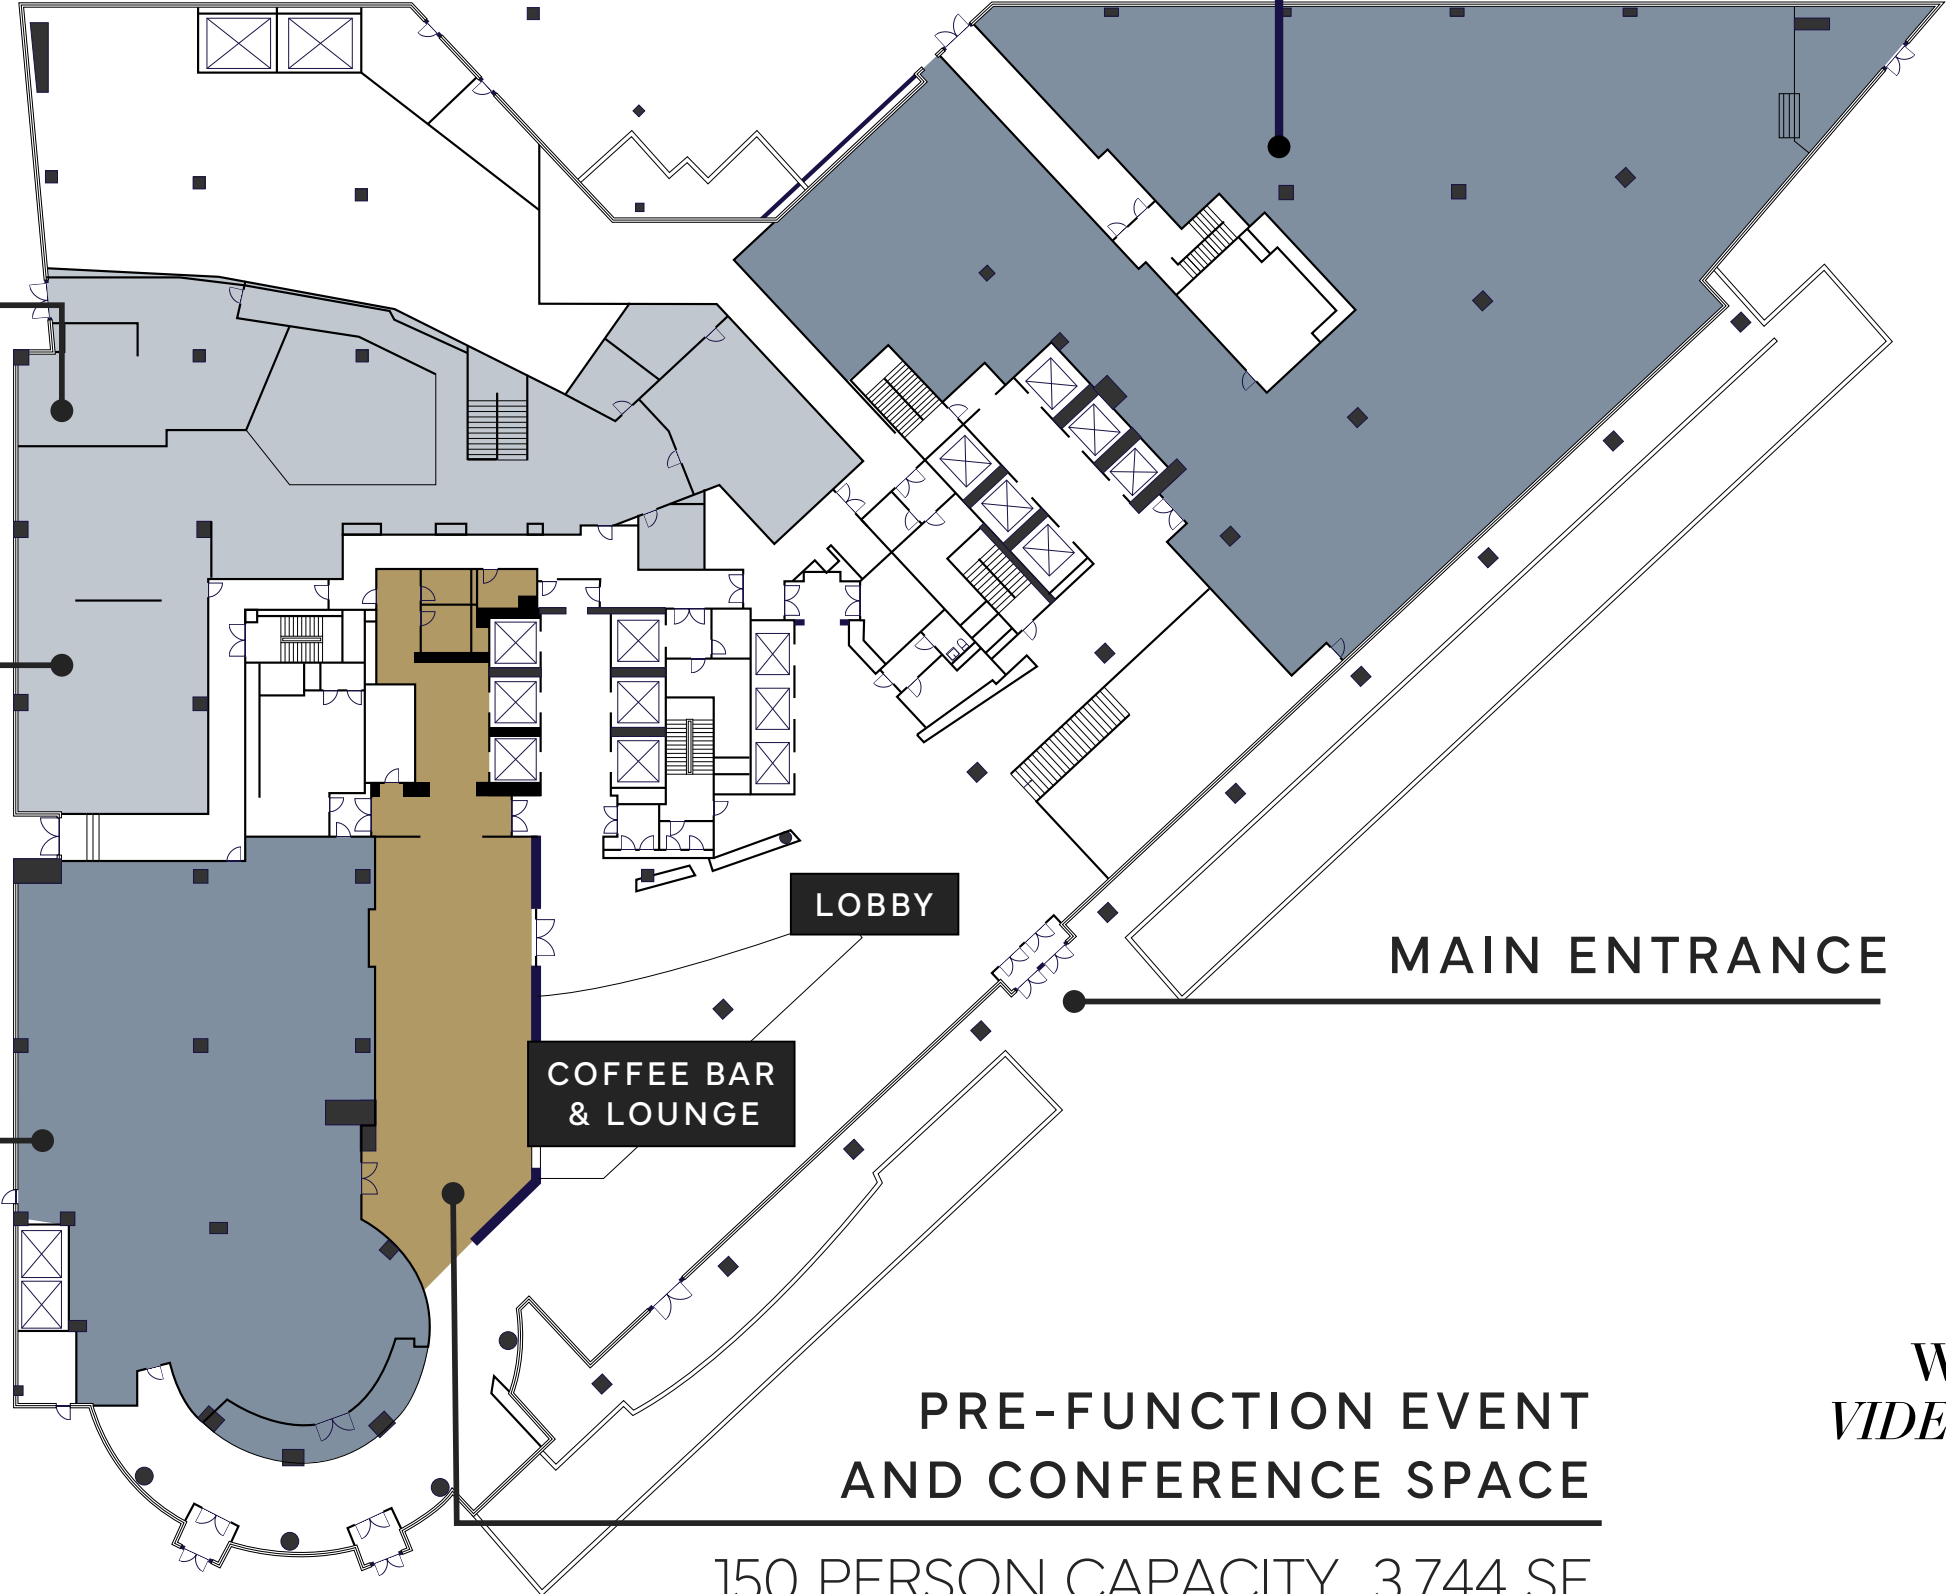 LOBBY
MAIN ENTRANCE
COFFEE BAR
& LOUNGE
PRE-FUNCTION EVENT
AND CONFERENCE SPACE
150 PERSON CAPACITY 3,744 SF